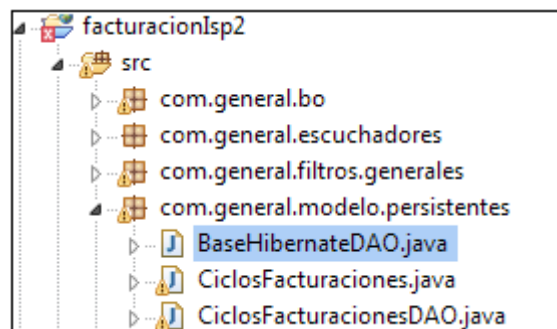 facturacionIsp2
src
com.general.bo
com.general.escuchadores
com.general.filtros.generales
com.general.modelo.persistentes
BaseHibernateDAO.java
CiclosFacturaciones.java
CiclosFacturacionesDAO.java